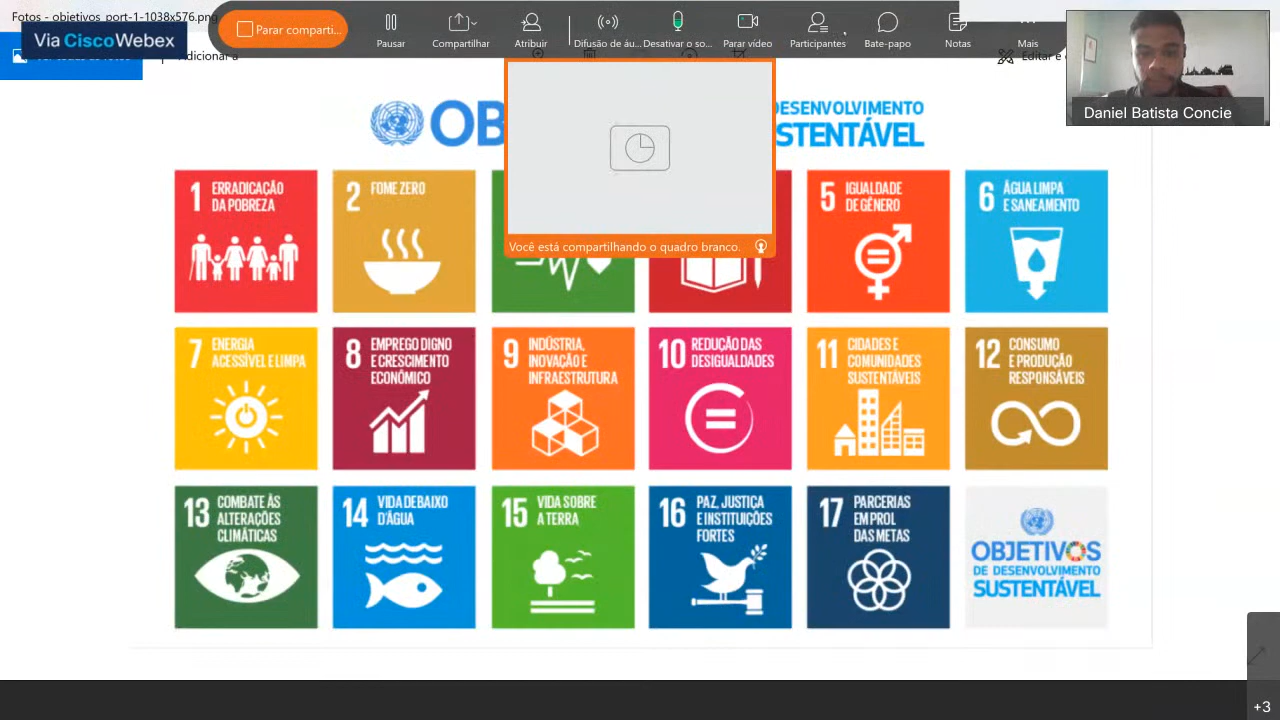 Fotos - objetivos_port-1-1038x576.png
Via Cisco Webex
Parar comparti...
Pausar
Compartilhar
Atribuir
Difusão de áu...
Desativar o so...
Parar vídeo
Participantes
Bate-papo
Notas
Mais
Adicionar a
Editar e
Daniel Batista Concie
OB
DESENVOLVIMENTO
STENTÁVEL
Você está compartilhando o quadro branco.
1 ERRADICAÇÃO
DA POBREZA
2 FOME ZERO
5 IGUALDADE
DE GÊNERO
6 ÁGUA LIMPA
E SANEAMENTO
7 ENERGIA
ACESSÍVEL E LIMPA
8 EMPREGO DIGNO
E CRESCIMENTO
ECONÔMICO
9 INDÚSTRIA,
INOVAÇÃO E
INFRAESTRUTURA
10 REDUÇÃO DAS
DESIGUALDADES
11 CIDADES E
COMUNIDADES
SUSTENTÁVEIS
12 CONSUMO
E PRODUÇÃO
RESPONSÁVEIS
13 COMBATE ÀS
ALTERAÇÕES
CLIMÁTICAS
14 VIDA DEBAIXO
D'ÁGUA
15 VIDA SOBRE
A TERRA
16 PAZ, JUSTIÇA
E INSTITUIÇÕES
FORTES
17 PARCERIAS
EM PROL
DAS METAS
OBJETIVOS
DE DESENVOLVIMENTO
SUSTENTÁVEL
+3